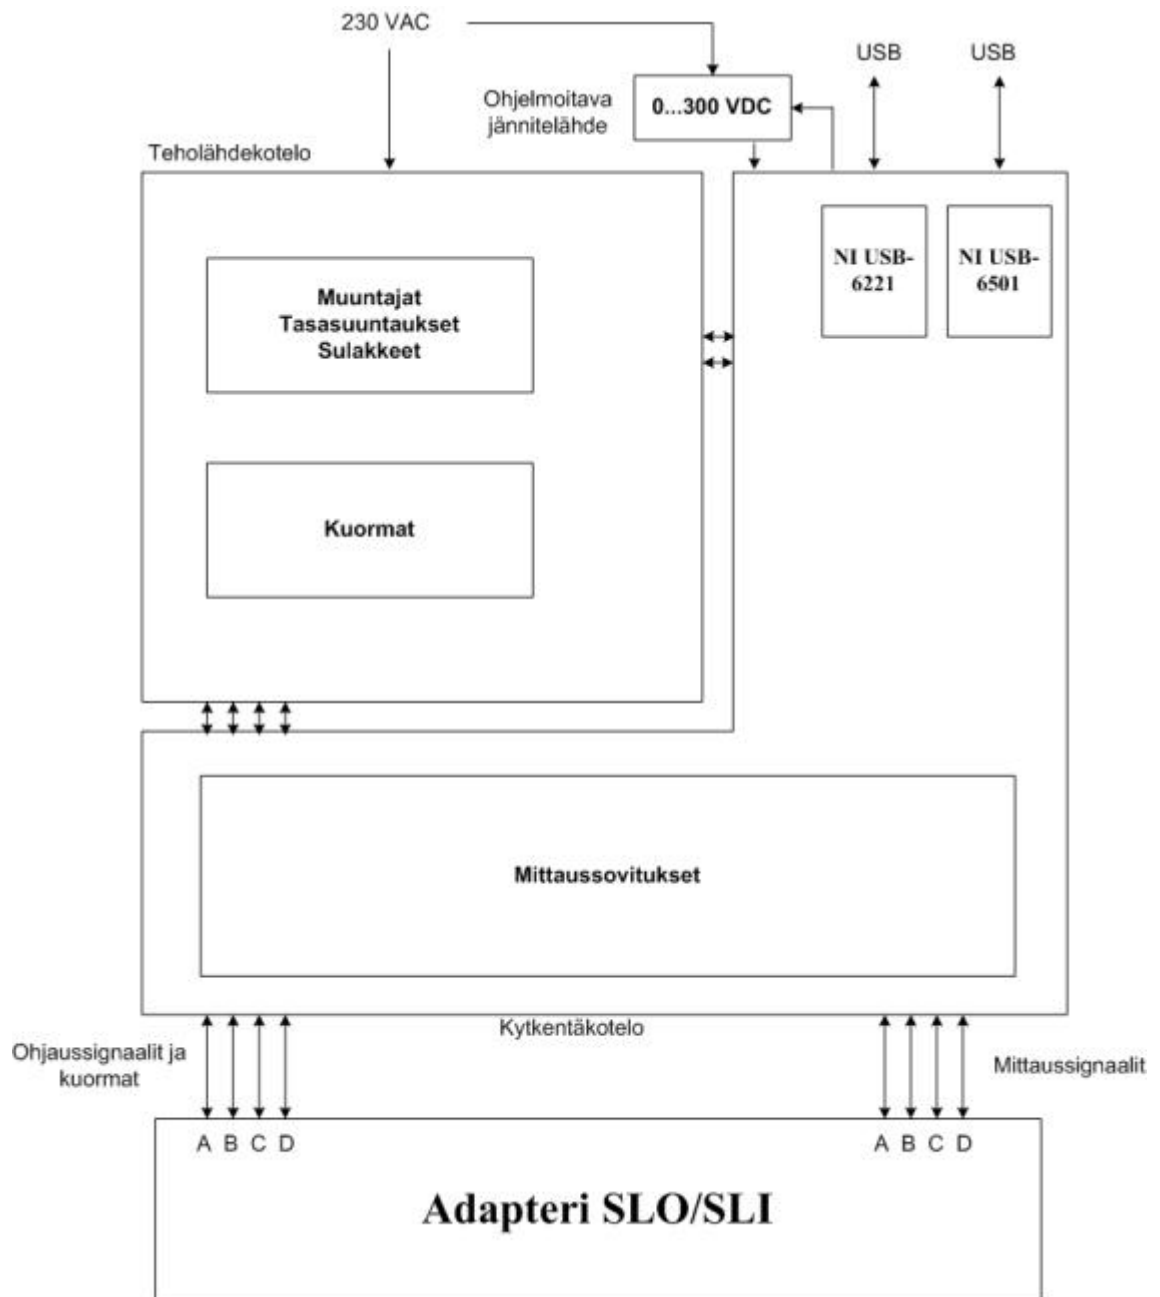 230 VAC
USB
USB
Ohjelmoitava
jännitelähde
0...300 VDC
Teholähdekotelo
NI USB-
6221
NI USB-
6501
Muuntajat
Tasasuuntaukset
Sulakkeet
Kuormat
Mittaussovitukset
Kytkentäkotelo
Ohjaussignaalit ja
kuormat
Mittaussignaalit
A B C D
A B C D
Adapteri SLO/SLI